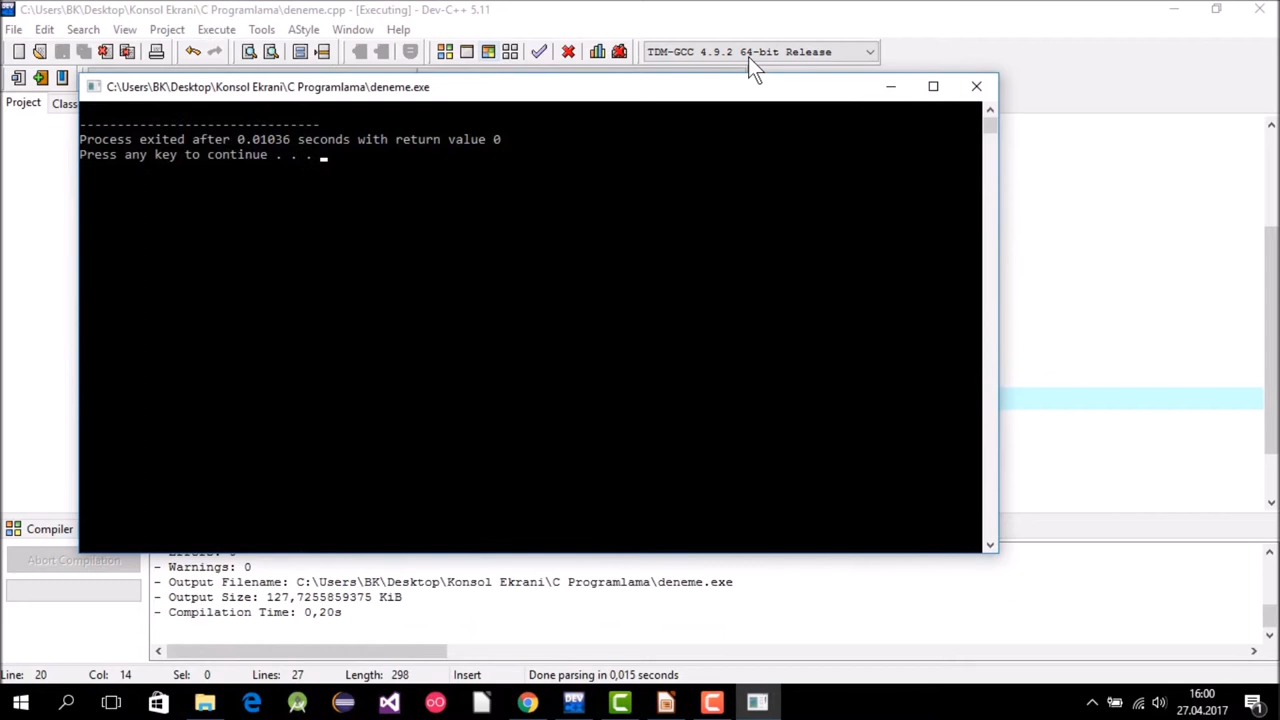 C:\Users\BK\Desktop\Konsol Ekrani\C Programlama\deneme.cpp - [Executing] - Dev-C++ 5.11
File Edit Search View Project Execute Tools AStyle Window Help
TDM-GCC 4.9.2 64-bit Release
C:\Users\BK\Desktop\Konsol Ekrani\C Programlama\deneme.exe
Project Class
--------------------------------
Process exited after 0.01036 seconds with return value 0
Press any key to continue . . .
Compiler
Abort Compilation
- Errors: 0
- Warnings: 0
- Output Filename: C:\Users\BK\Desktop\Konsol Ekrani\C Programlama\deneme.exe
- Output Size: 127,7255859375 KiB
- Compilation Time: 0,20s
Line: 20 Col: 14 Sel: 0 Lines: 27 Length: 298 Insert Done parsing in 0,015 seconds
DEV
16:00
27.04.2017
1